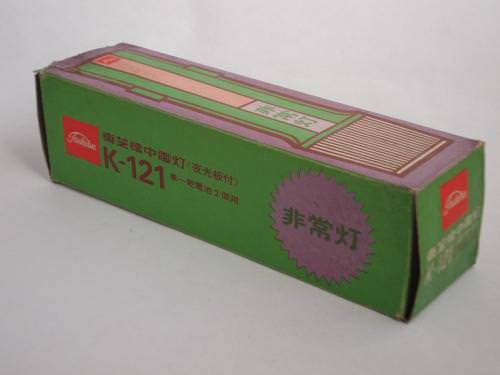 非常灯
Toshiba
東芝懐中電灯(夜光板付)
K-121
単一乾電池2個用
非常灯
東芝懐中電灯
K-121